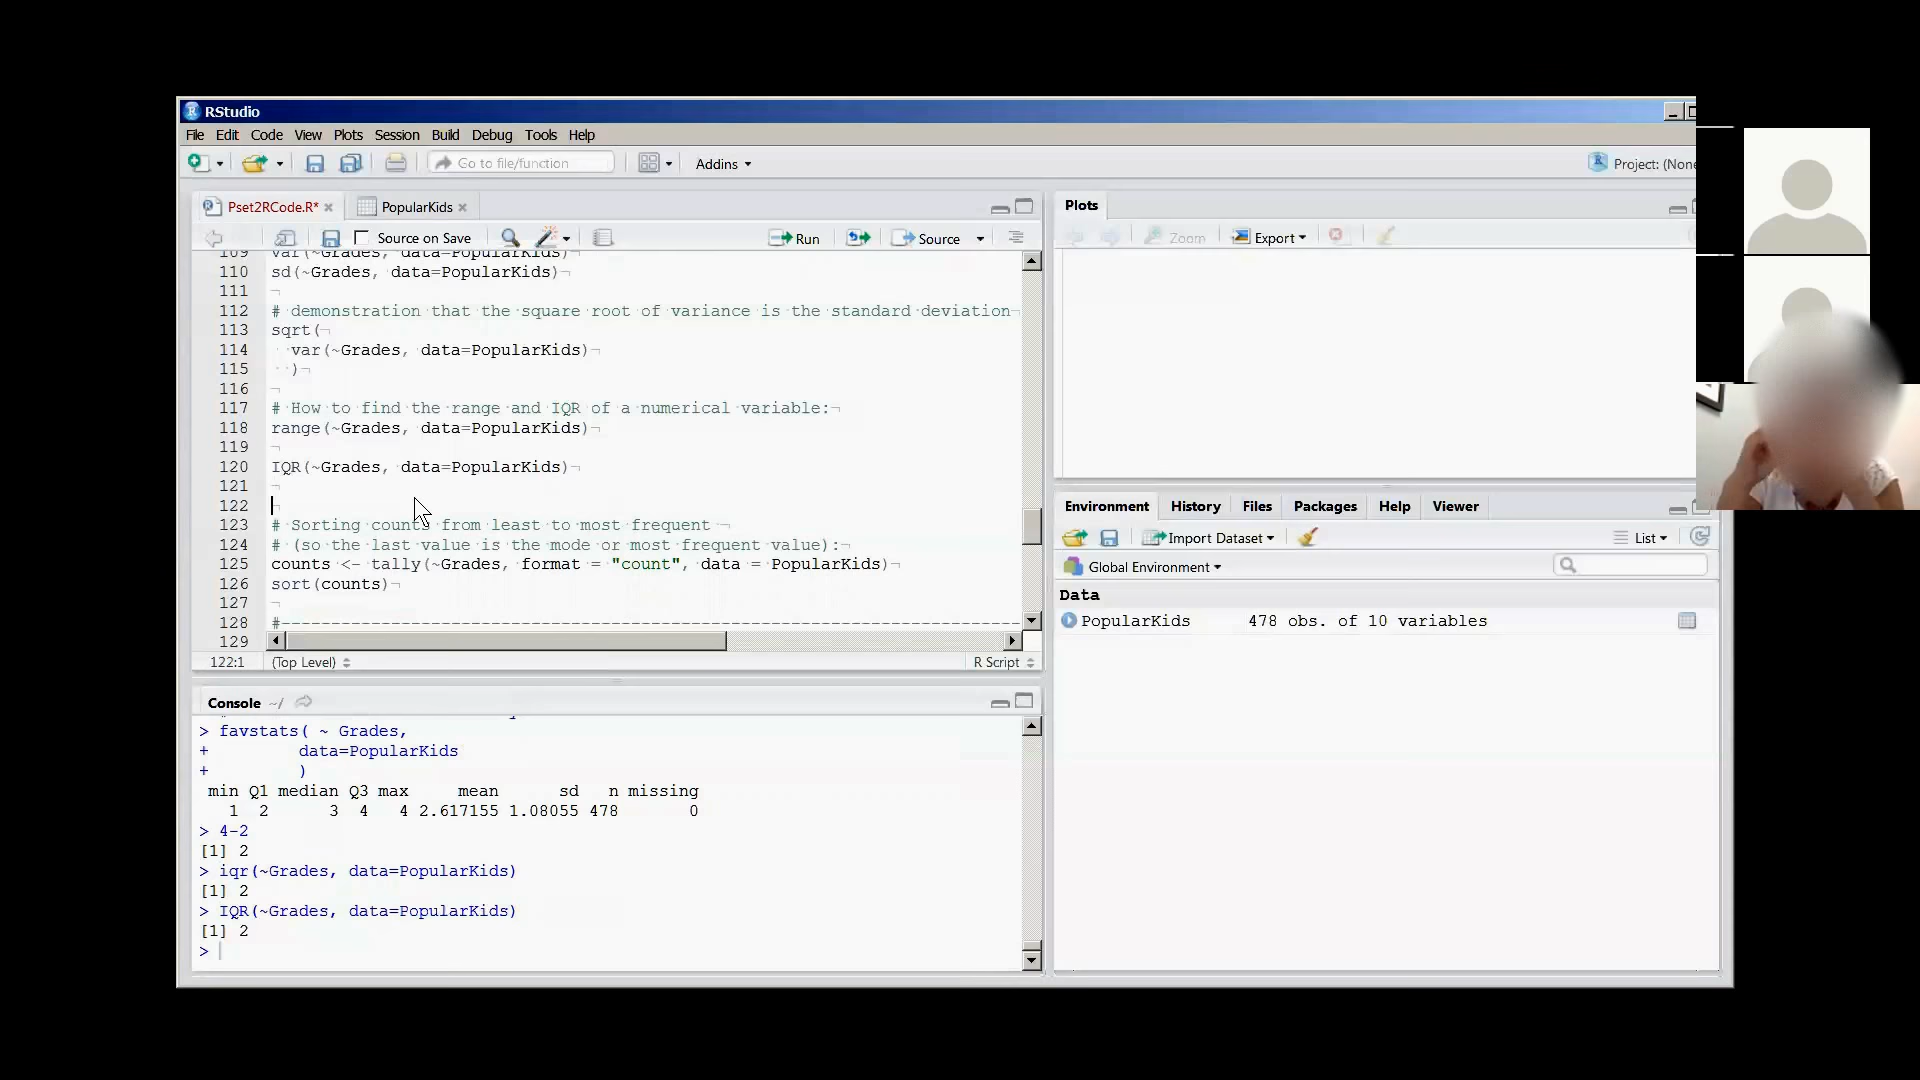 RStudio
File Edit Code View Plots Session Build Debug Tools Help
Go to file/function Addins Project: (None
Pset2RCode.R* PopularKids
Source on Save Run Source
109 var(~Grades, data=PopularKids)
110 sd(~Grades, data=PopularKids)
111
112 # demonstration that the square root of variance is the standard deviation
113 sqrt(
114 var(~Grades, data=PopularKids)
115 )
116
117 # How to find the range and IQR of a numerical variable:
118 range(~Grades, data=PopularKids)
119
120 IQR(~Grades, data=PopularKids)
121
122
123 # Sorting counts from least to most frequent
124 # (so the last value is the mode or most frequent value):
125 counts <- tally(~Grades, format = "count", data = PopularKids)
126 sort(counts)
127
128 #-----------------------------------------------------------------------
129
122:1 (Top Level) R Script
Console ~/
> favstats( ~ Grades,
+ data=PopularKids
+ )
min Q1 median Q3 max mean sd n missing
1 2 3 4 4 2.617155 1.08055 478 0
> 4-2
[1] 2
> iqr(~Grades, data=PopularKids)
[1] 2
> IQR(~Grades, data=PopularKids)
[1] 2
>
Plots
Zoom Export
Environment History Files Packages Help Viewer
Import Dataset List
Global Environment
Data
PopularKids 478 obs. of 10 variables